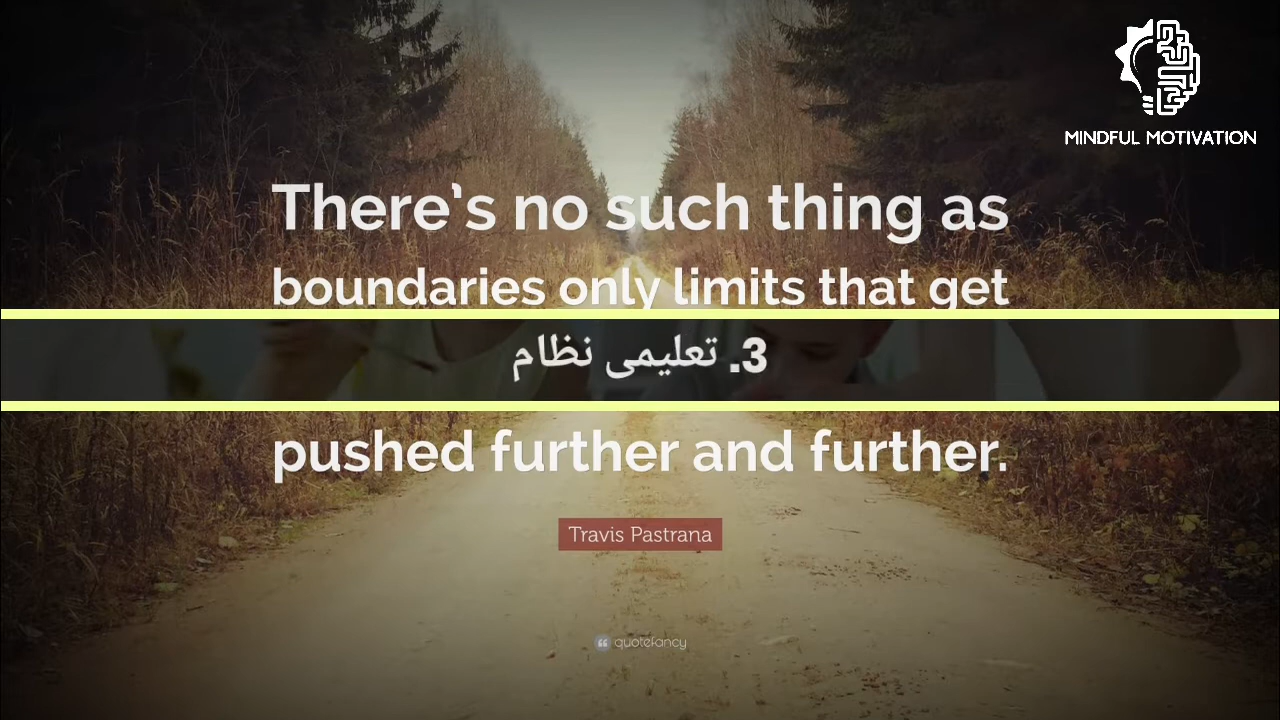 MINDFUL MOTIVATION
There's no such thing as
boundaries only limits that get
3. تعلیمی نظام
pushed further and further.
Travis Pastrana
quotefancy